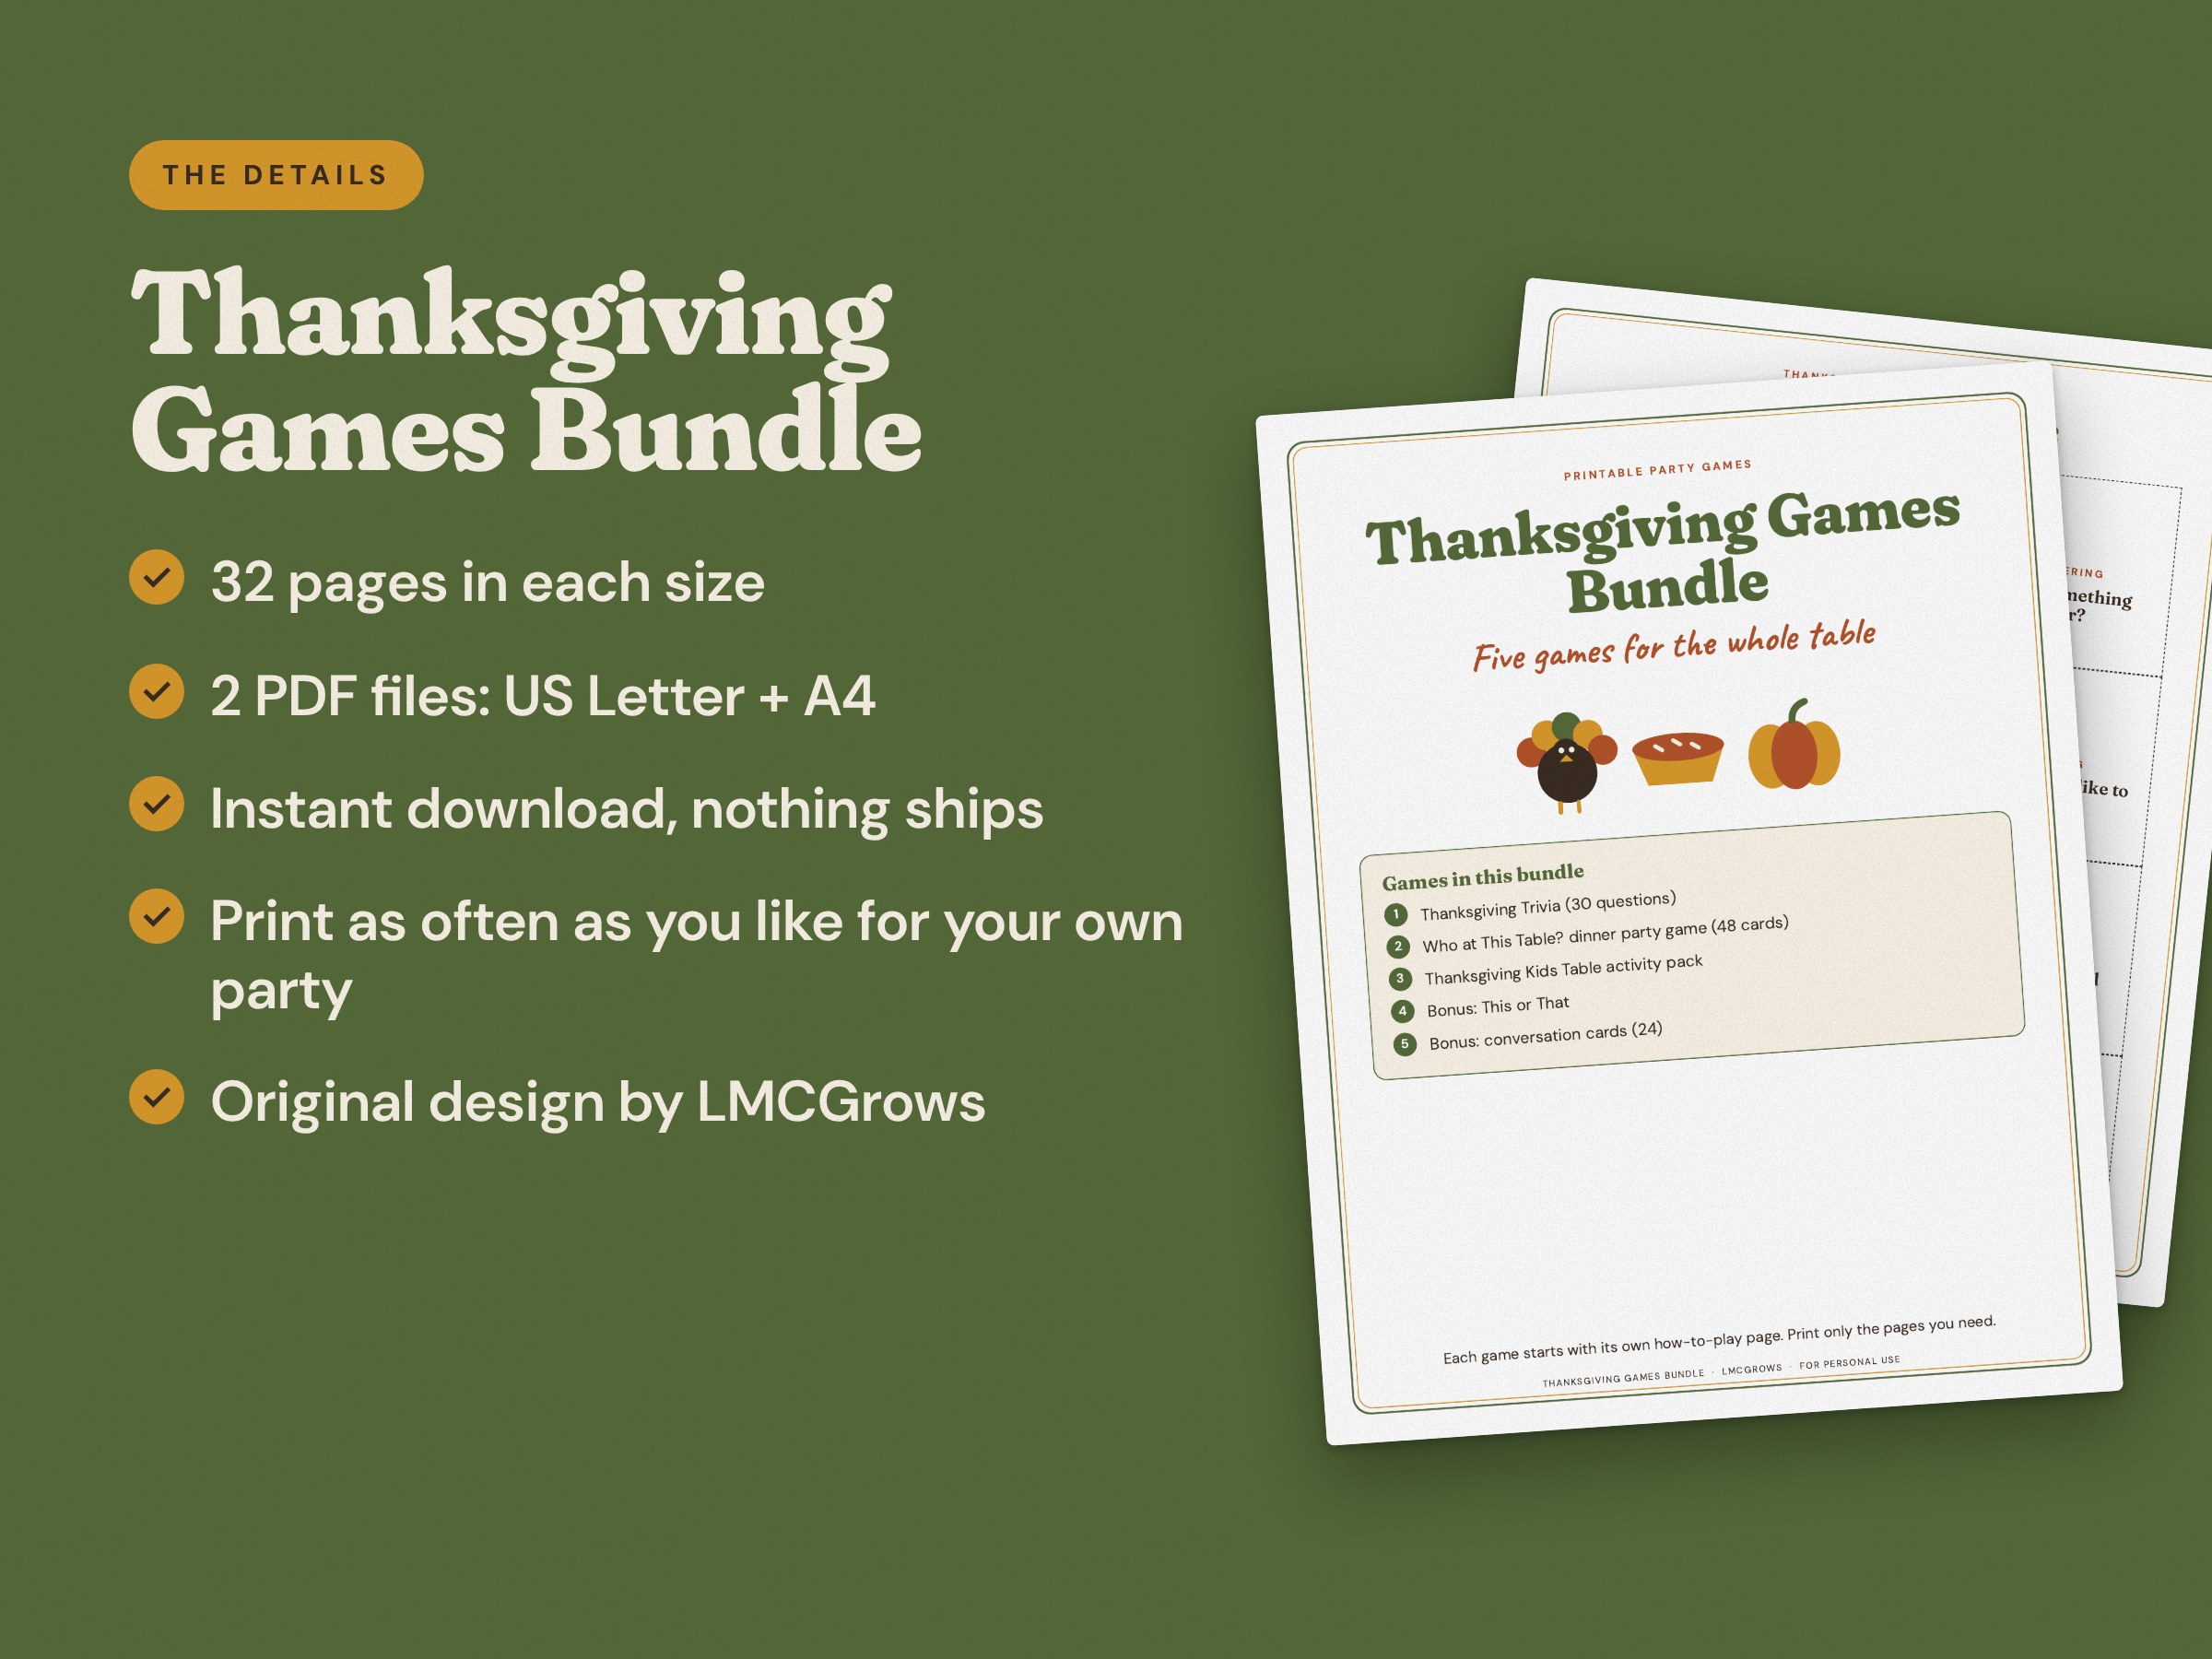 THE DETAILS
Thanksgiving
Games Bundle
32 pages in each size
2 PDF files: US Letter + A4
Instant download, nothing ships
Print as often as you like for your own
party
Original design by LMCGrows
PRINTABLE PARTY GAMES
Thanksgiving Games
Bundle
Five games for the whole table
Games in this bundle
1 Thanksgiving Trivia (30 questions)
2 Who at This Table? dinner party game (48 cards)
3 Thanksgiving Kids Table activity pack
4 Bonus: This or That
5 Bonus: conversation cards (24)
Each game starts with its own how-to-play page. Print only the pages you need.
THANKSGIVING GAMES BUNDLE · LMCGROWS · FOR PERSONAL USE
ike to